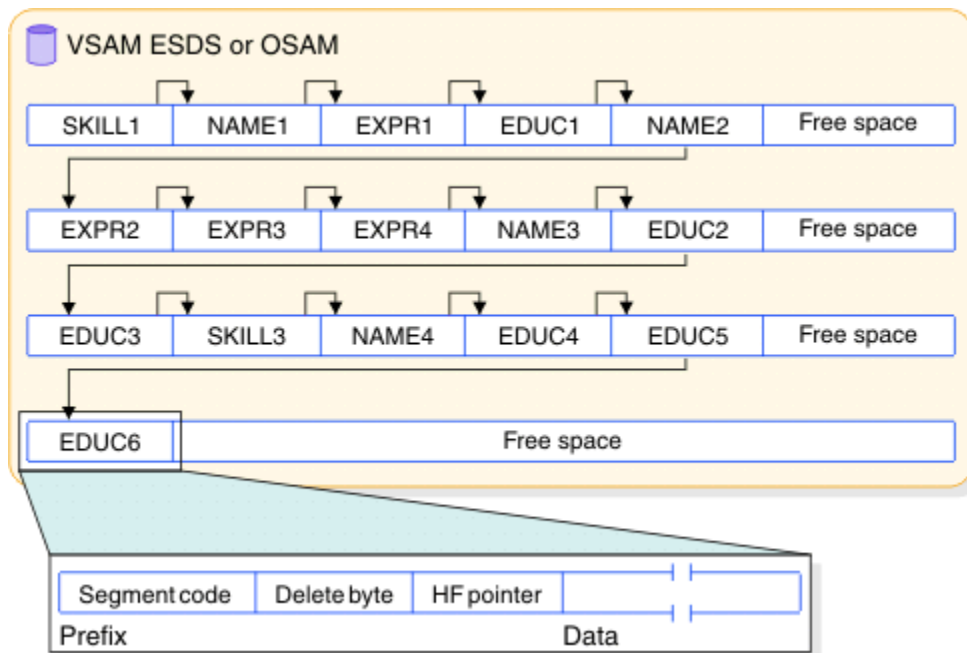 VSAM ESDS or OSAM
SKILL1 NAME1 EXPR1 EDUC1 NAME2 Free space
EXPR2 EXPR3 EXPR4 NAME3 EDUC2 Free space
EDUC3 SKILL3 NAME4 EDUC4 EDUC5 Free space
EDUC6 Free space
Segment code Delete byte HF pointer
Prefix Data